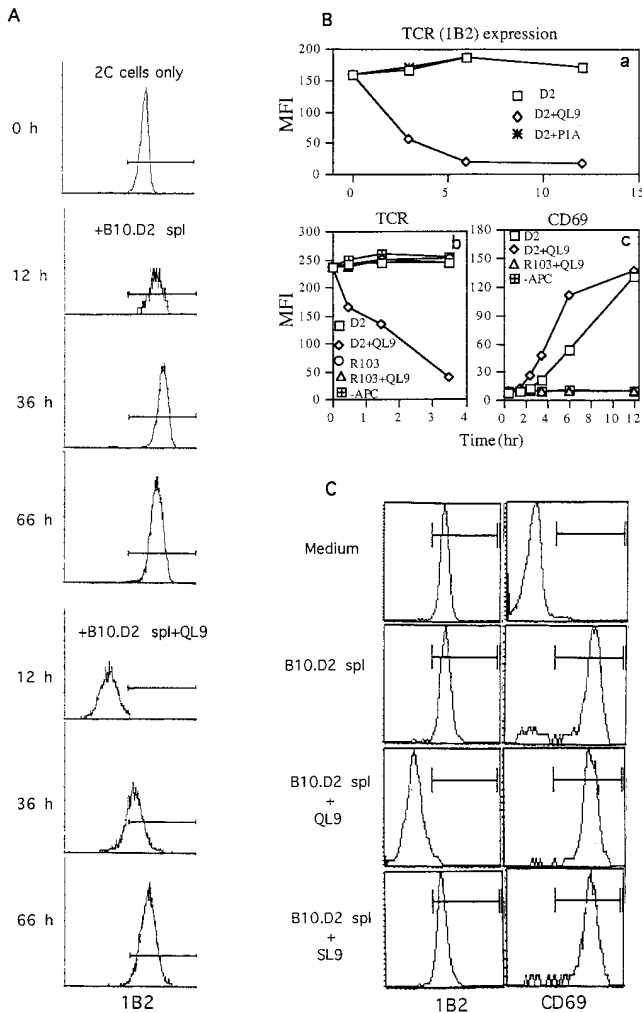 A
2C cells only
0 h
+B10.D2 spl
12 h
36 h
66 h
+B10.D2 spl+QL9
12 h
36 h
66 h
1B2
B
TCR (1B2) expression
a
MFI
200
150
100
50
0
0
5
10
15
D2
D2+QL9
D2+P1A
TCR
b
MFI
300
250
200
150
100
50
0
0
1
2
3
4
D2
D2+QL9
R103
R103+QL9
-APC
CD69
c
180
150
120
90
60
30
0
0
2
4
6
8
10
12
D2
D2+QL9
R103+QL9
-APC
Time (hr)
C
Medium
B10.D2 spl
B10.D2 spl
+
QL9
B10.D2 spl
+
SL9
1B2
CD69